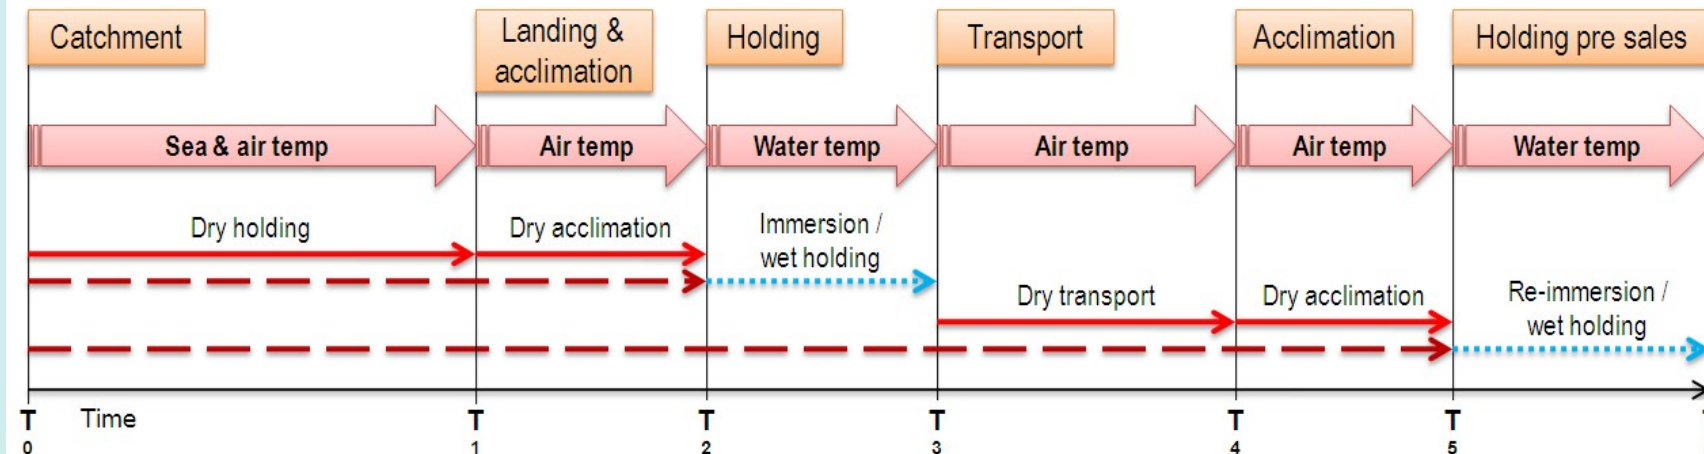 Catchment
Landing &
acclimation
Holding
Transport
Acclimation
Holding pre sales
Sea & air temp
Air temp
Water temp
Air temp
Air temp
Water temp
Dry holding
Dry acclimation
Immersion /
wet holding
Dry transport
Dry acclimation
Re-immersion /
wet holding
T Time T T T T T
0 1 2 3 4 5